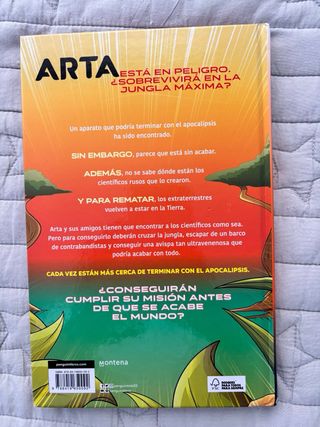 ARTA ESTÁ EN PELIGRO.
¿SOBREVIVIRÁ EN LA
JUNGLA MÁXIMA?
Un aparato que podría terminar con el apocalipsis
ha sido encontrado.
SIN EMBARGO, parece que está sin acabar.
ADEMÁS, no se sabe dónde están los
científicos rusos que lo crearon.
Y PARA REMATAR, los extraterrestres
vuelven a estar en la Tierra.
Arta y sus amigos tienen que encontrar a los científicos como sea.
Pero para conseguirlo deberán cruzar la jungla, escapar de un barco
de contrabandistas y conseguir una avispa tan ultravenenosa que
podría acabar con todo.
CADA VEZ ESTÁN MÁS CERCA DE TERMINAR CON EL APOCALIPSIS.
¿CONSEGUIRÁN
CUMPLIR SU MISIÓN ANTES
DE QUE SE ACABE
EL MUNDO?
penguinlibros.com
Montena
FSC